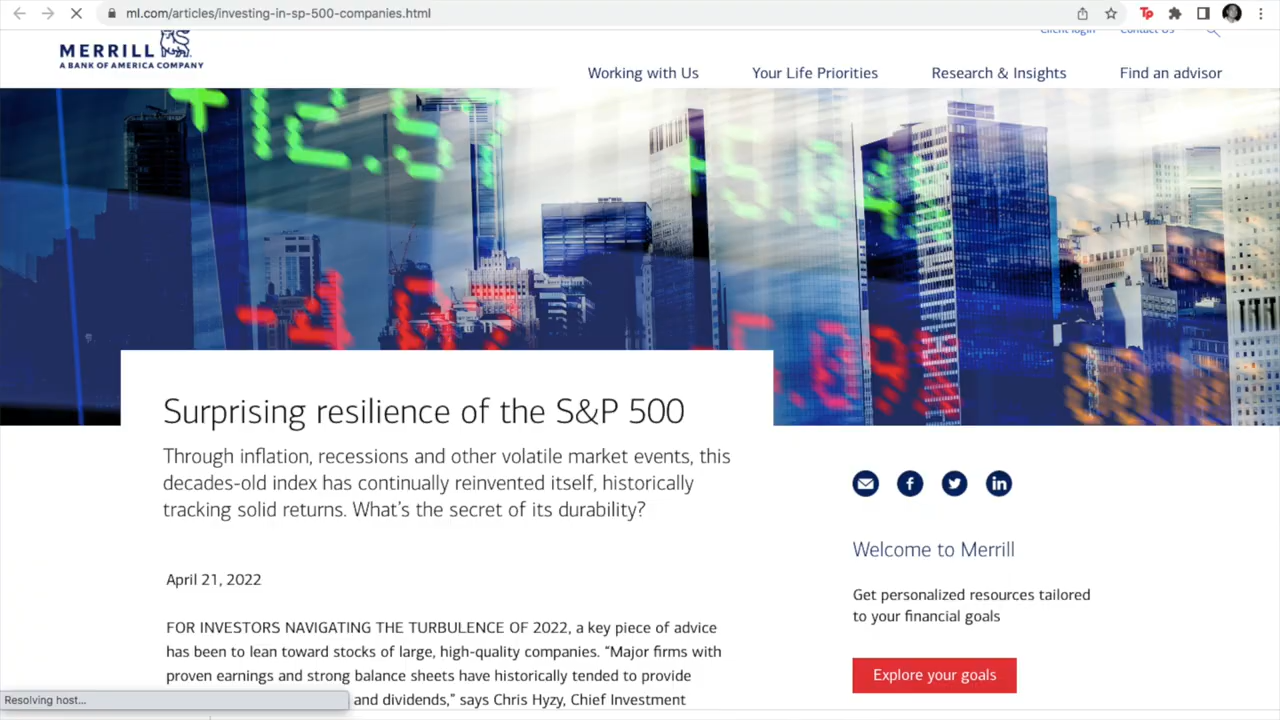 ml.com/articles/investing-in-sp-500-companies.html
Tp
Client login Contact Us
MERRILL
A BANK OF AMERICA COMPANY
Working with Us Your Life Priorities Research & Insights Find an advisor
Surprising resilience of the S&P 500
Through inflation, recessions and other volatile market events, this
decades-old index has continually reinvented itself, historically
tracking solid returns. What’s the secret of its durability?
April 21, 2022
FOR INVESTORS NAVIGATING THE TURBULENCE OF 2022, a key piece of advice
has been to lean toward stocks of large, high-quality companies. “Major firms with
proven earnings and strong balance sheets have historically tended to provide
and dividends,” says Chris Hyzy, Chief Investment
Welcome to Merrill
Get personalized resources tailored
to your financial goals
Explore your goals
Resolving host...